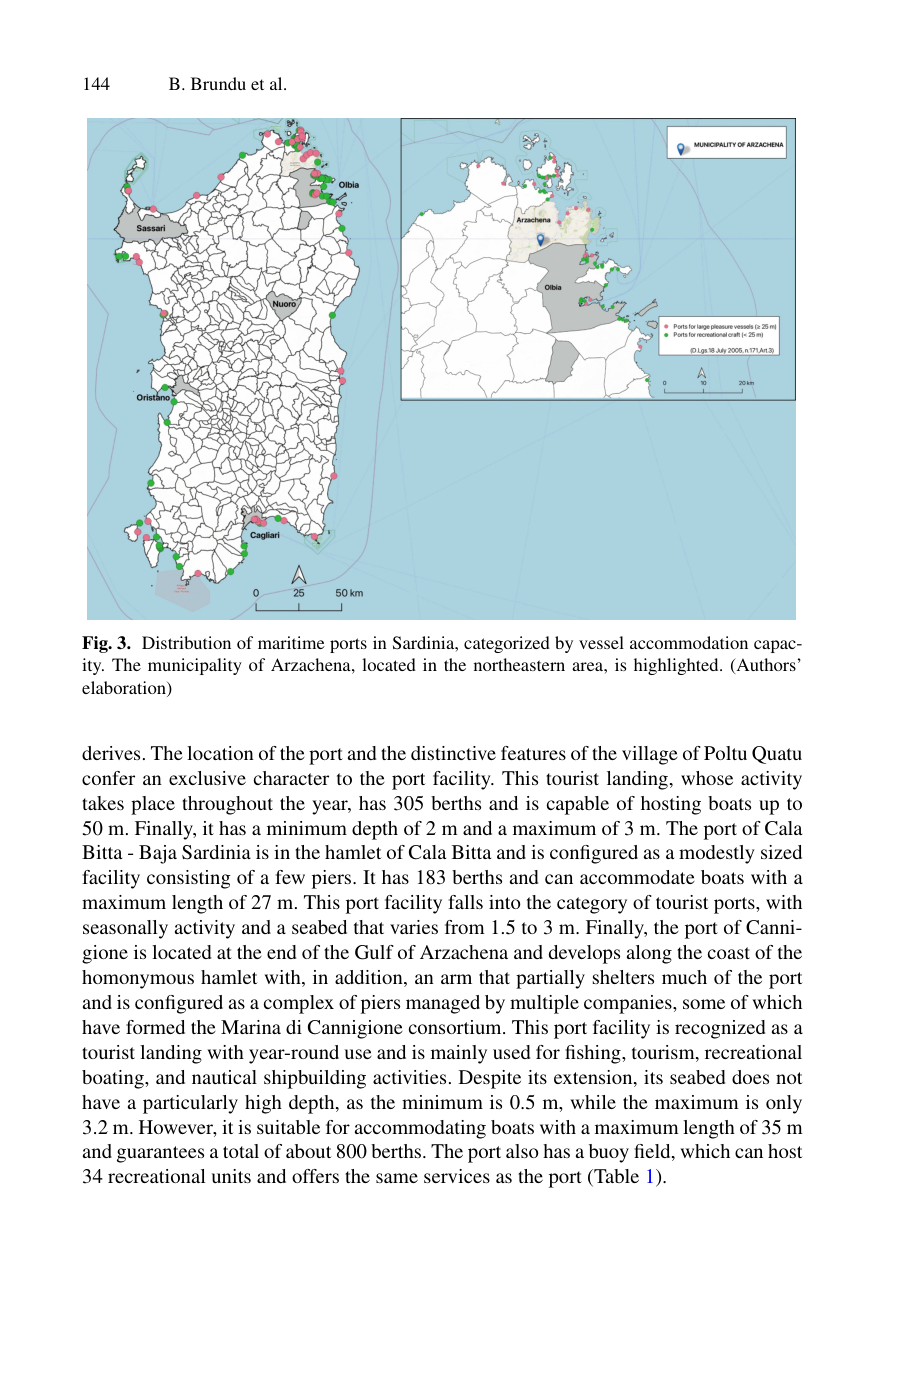 144 B. Brundu et al.
MUNICIPALITY OF ARZACHENA
Olbia
Sassari
Nuoro
Oristano
Cagliari
0 25 50 km
Arzachena
Olbia
Ports for large pleasure vessels (≥ 25 m)
Ports for recreational craft (< 25 m)
(D.Lgs.18 July 2005, n.171,Art.3)
0 10 20 km
Fig. 3. Distribution of maritime ports in Sardinia, categorized by vessel accommodation capac-
ity. The municipality of Arzachena, located in the northeastern area, is highlighted. (Authors’
elaboration)
derives. The location of the port and the distinctive features of the village of Poltu Quatu
confer an exclusive character to the port facility. This tourist landing, whose activity
takes place throughout the year, has 305 berths and is capable of hosting boats up to
50 m. Finally, it has a minimum depth of 2 m and a maximum of 3 m. The port of Cala
Bitta - Baja Sardinia is in the hamlet of Cala Bitta and is configured as a modestly sized
facility consisting of a few piers. It has 183 berths and can accommodate boats with a
maximum length of 27 m. This port facility falls into the category of tourist ports, with
seasonally activity and a seabed that varies from 1.5 to 3 m. Finally, the port of Canni-
gione is located at the end of the Gulf of Arzachena and develops along the coast of the
homonymous hamlet with, in addition, an arm that partially shelters much of the port
and is configured as a complex of piers managed by multiple companies, some of which
have formed the Marina di Cannigione consortium. This port facility is recognized as a
tourist landing with year-round use and is mainly used for fishing, tourism, recreational
boating, and nautical shipbuilding activities. Despite its extension, its seabed does not
have a particularly high depth, as the minimum is 0.5 m, while the maximum is only
3.2 m. However, it is suitable for accommodating boats with a maximum length of 35 m
and guarantees a total of about 800 berths. The port also has a buoy field, which can host
34 recreational units and offers the same services as the port (Table 1).